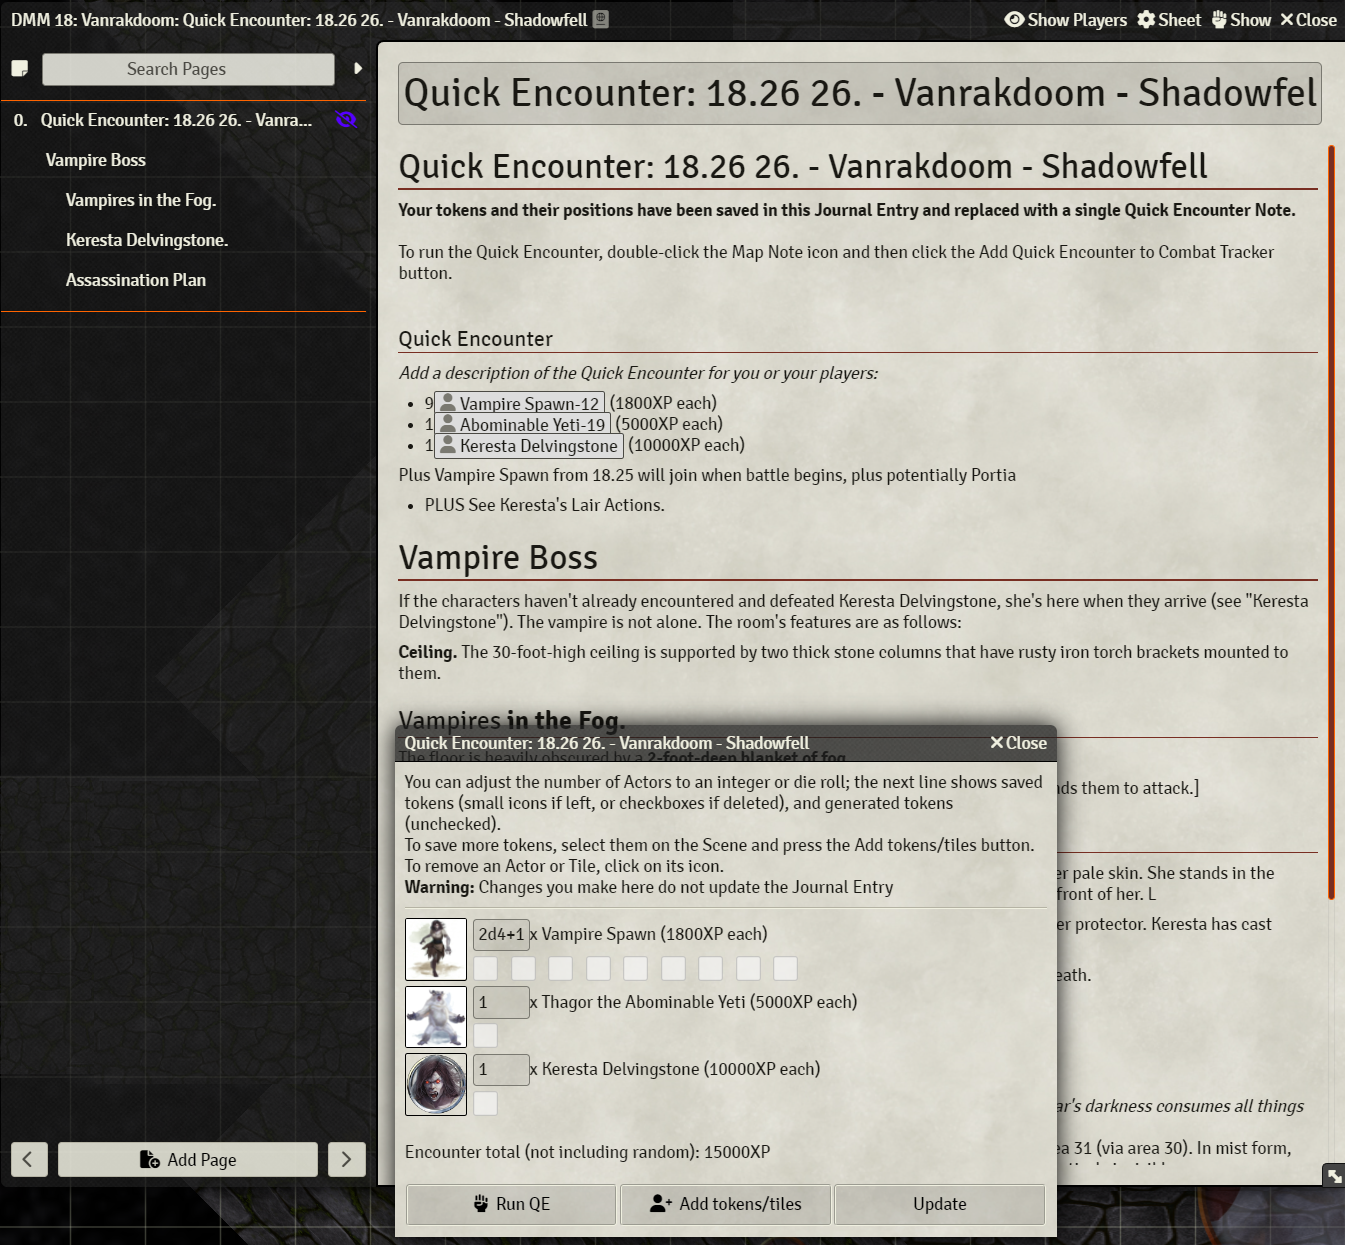 DMM 18: Vanrakdoom: Quick Encounter: 18.26 26. - Vanrakdoom - Shadowfell
Show Players Sheet Show Close
Search Pages
0. Quick Encounter: 18.26 26. - Vanra...
Vampire Boss
Vampires in the Fog.
Keresta Delvingstone.
Assassination Plan
Add Page
Quick Encounter: 18.26 26. - Vanrakdoom - Shadowfel
Quick Encounter: 18.26 26. - Vanrakdoom - Shadowfell
Your tokens and their positions have been saved in this Journal Entry and replaced with a single Quick Encounter Note.
To run the Quick Encounter, double-click the Map Note icon and then click the Add Quick Encounter to Combat Tracker
button.
Quick Encounter
Add a description of the Quick Encounter for you or your players:
• 9 Vampire Spawn-12 (1800XP each)
• 1 Abominable Yeti-19 (5000XP each)
• 1 Keresta Delvingstone (10000XP each)
Plus Vampire Spawn from 18.25 will join when battle begins, plus potentially Portia
• PLUS See Keresta's Lair Actions.
Vampire Boss
If the characters haven't already encountered and defeated Keresta Delvingstone, she's here when they arrive (see "Keresta
Delvingstone"). The vampire is not alone. The room's features are as follows:
Ceiling. The 30-foot-high ceiling is supported by two thick stone columns that have rusty iron torch brackets mounted to
them.
Vampires in the Fog.
The floor is heavily obscured by a 2-foot-deep blanket of fog
nds them to attack.]
er pale skin. She stands in the
front of her. L
er protector. Keresta has cast
eath.
ar's darkness consumes all things
ea 31 (via area 30). In mist form,
Quick Encounter: 18.26 26. - Vanrakdoom - Shadowfell
Close
You can adjust the number of Actors to an integer or die roll; the next line shows saved
tokens (small icons if left, or checkboxes if deleted), and generated tokens
(unchecked).
To save more tokens, select them on the Scene and press the Add tokens/tiles button.
To remove an Actor or Tile, click on its icon.
Warning: Changes you make here do not update the Journal Entry
2d4+1 x Vampire Spawn (1800XP each)
1 x Thagor the Abominable Yeti (5000XP each)
1 x Keresta Delvingstone (10000XP each)
Encounter total (not including random): 15000XP
Run QE
Add tokens/tiles
Update